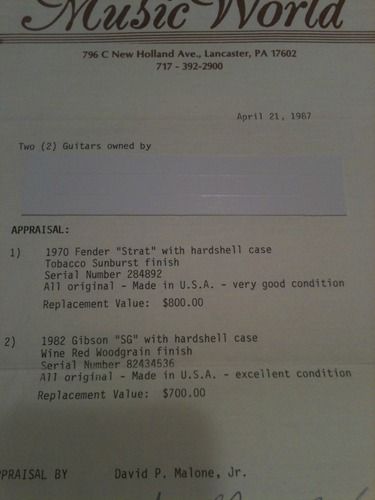 Music World
796 C New Holland Ave., Lancaster, PA 17602
717 - 392-2900
April 21, 1987
Two (2) Guitars owned by
APPRAISAL:
1) 1970 Fender "Strat" with hardshell case
Tobacco Sunburst finish
Serial Number 284892
All original - Made in U.S.A. - very good condition
Replacement Value: $800.00
2) 1982 Gibson "SG" with hardshell case
Wine Red Woodgrain finish
Serial Number 82434536
All original - Made in U.S.A. - excellent condition
Replacement Value: $700.00
PPRAISAL BY David P. Malone, Jr.